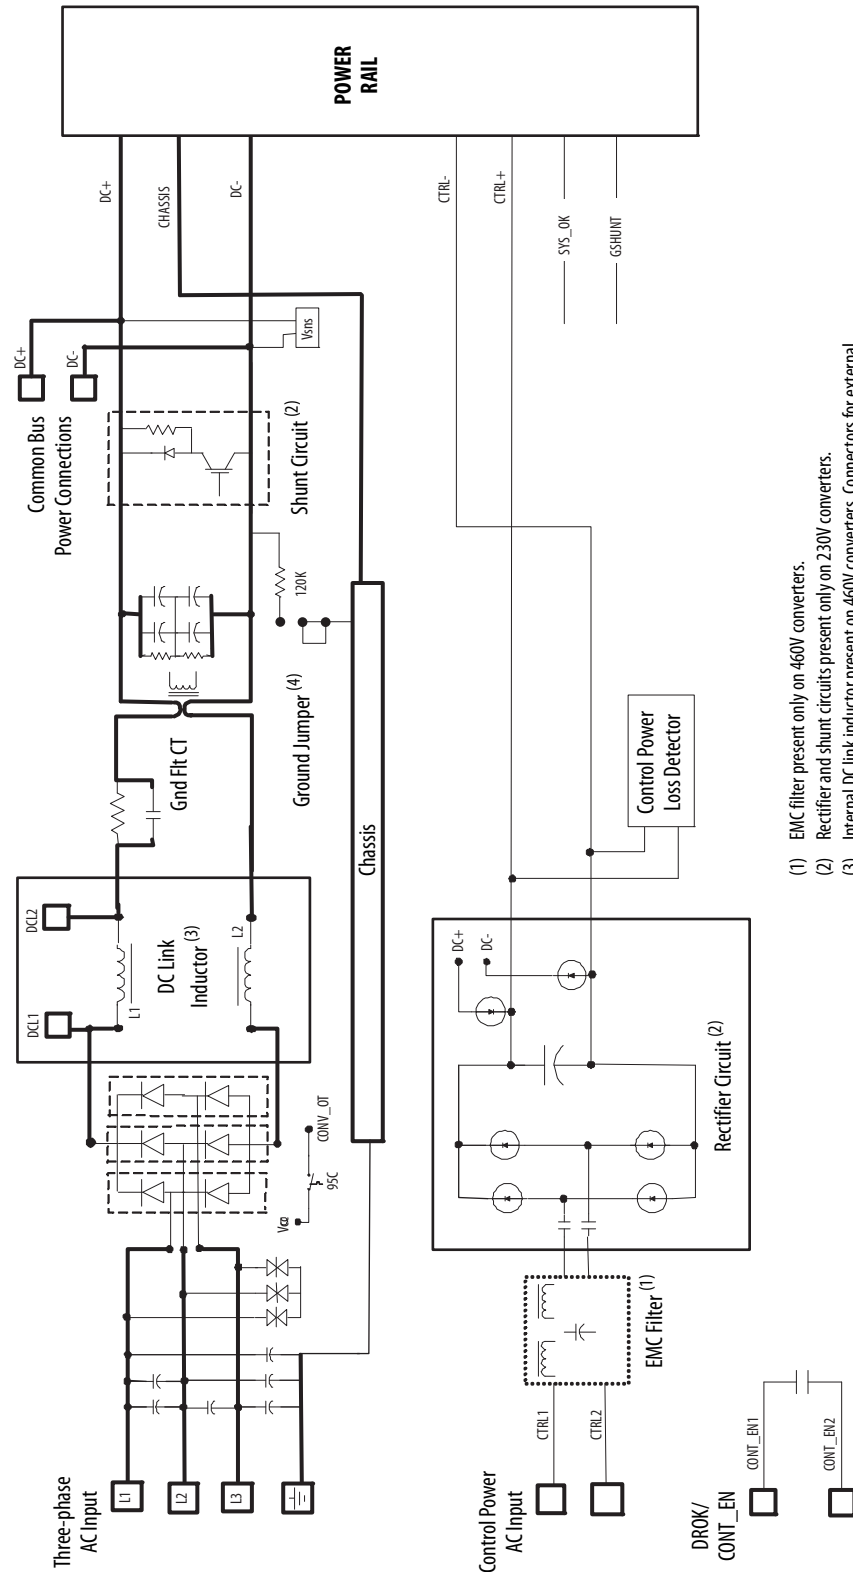 POWER
RAIL
DC+
CHASSIS
DC-
CTRL-
CTRL+
SYS_OK
GSHUNT
DC+
DC-
Vsns
Common Bus
Power Connections
Shunt Circuit (2)
120K
Ground Jumper (4)
Gnd Flt CT
Chassis
DCL2
DCL1
L1
L2
DC Link
Inductor (3)
CONV_OT
95C
Three-phase
AC Input
L1
L2
L3
Control Power
Loss Detector
DC+
DC-
Rectifier Circuit (2)
EMC Filter (1)
CTRL1
CTRL2
Control Power
AC Input
DROK/
CONT_EN
CONT_EN1
CONT_EN2
(1) EMC filter present only on 460V converters.
(2) Rectifier and shunt circuits present only on 230V converters.
(3) Internal DC link inductor present on 460V converters. Connectors for external